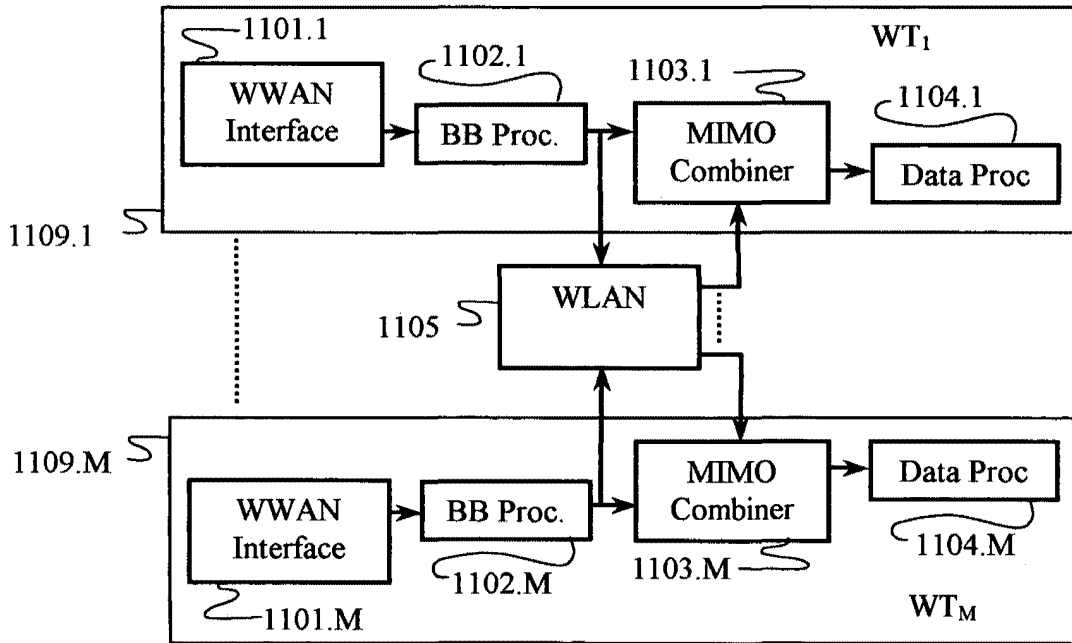 1101.1
WT₁
1102.1
1103.1
1104.1
WWAN
Interface
BB Proc.
MIMO
Combiner
Data Proc
1109.1
WLAN
1105
1109.M
WWAN
Interface
BB Proc.
MIMO
Combiner
Data Proc
1104.M
1102.M
1103.M
1101.M
WT_M